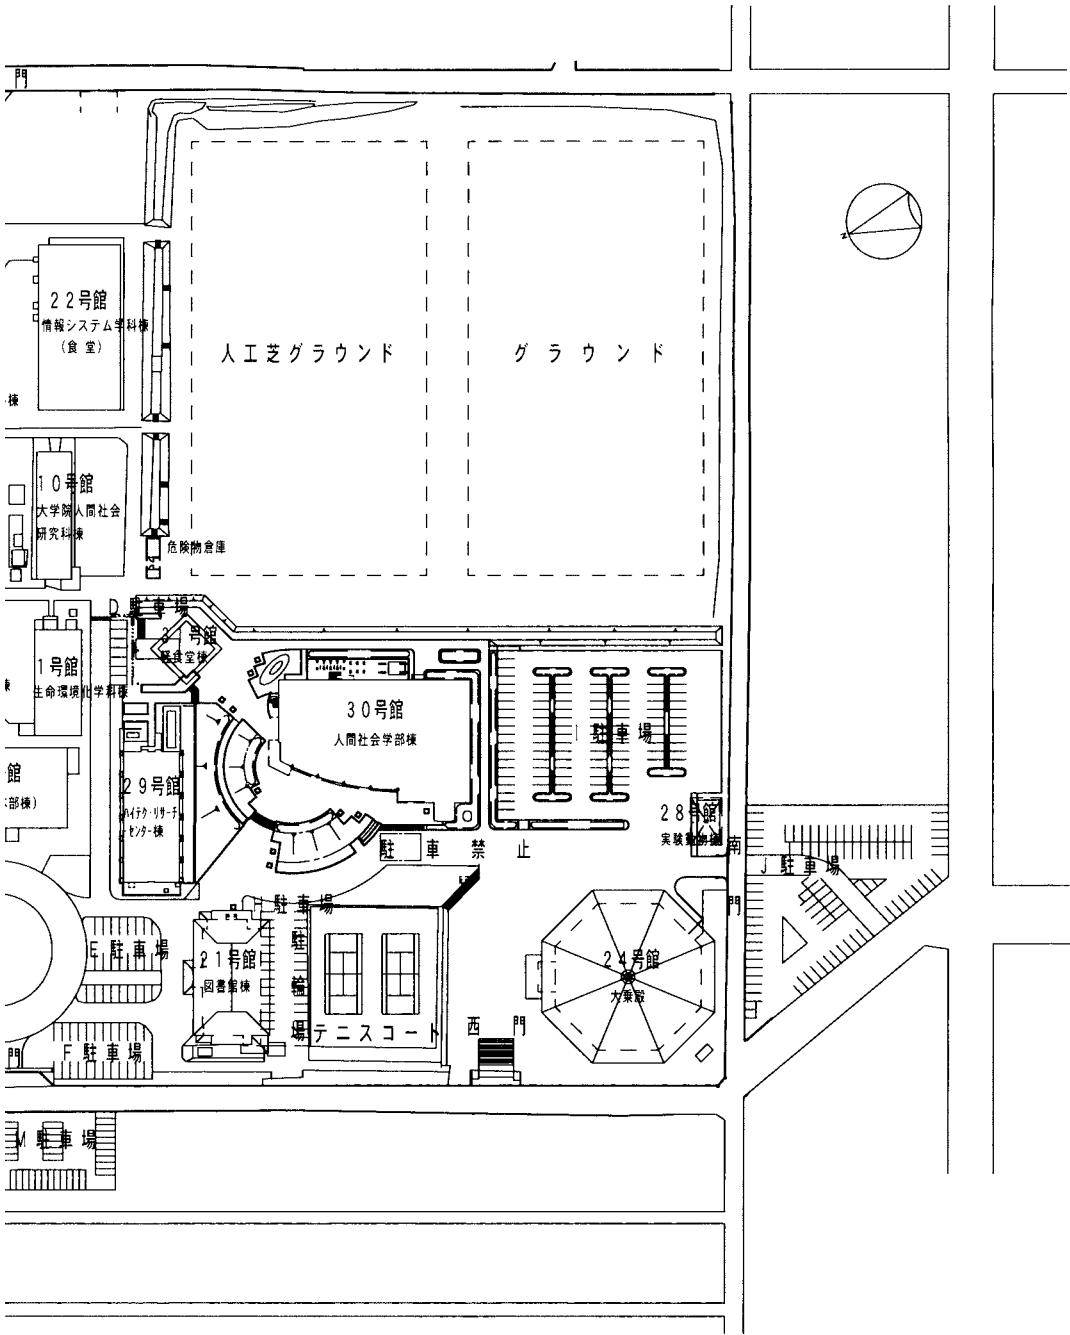 門
22号館
情報システム学科棟
(食 堂)
人工芝グラウンド
グラウンド
N
棟
10号館
大学院人間社会
研究科棟
危険物倉庫
D駐車場
号館
軽食堂棟
1号館
生命環境化学科棟
棟
30号館
人間社会学部棟
I 駐車場
館
部棟)
29号館
ハイテク・リサーチ
センター棟
28号館
実験動物棟
駐車禁止
南門
J駐車場
駐車場
E駐車場
21号館
図書館棟
駐輪場
24号館
大乗殿
テニスコート
西門
門
F駐車場
M駐車場